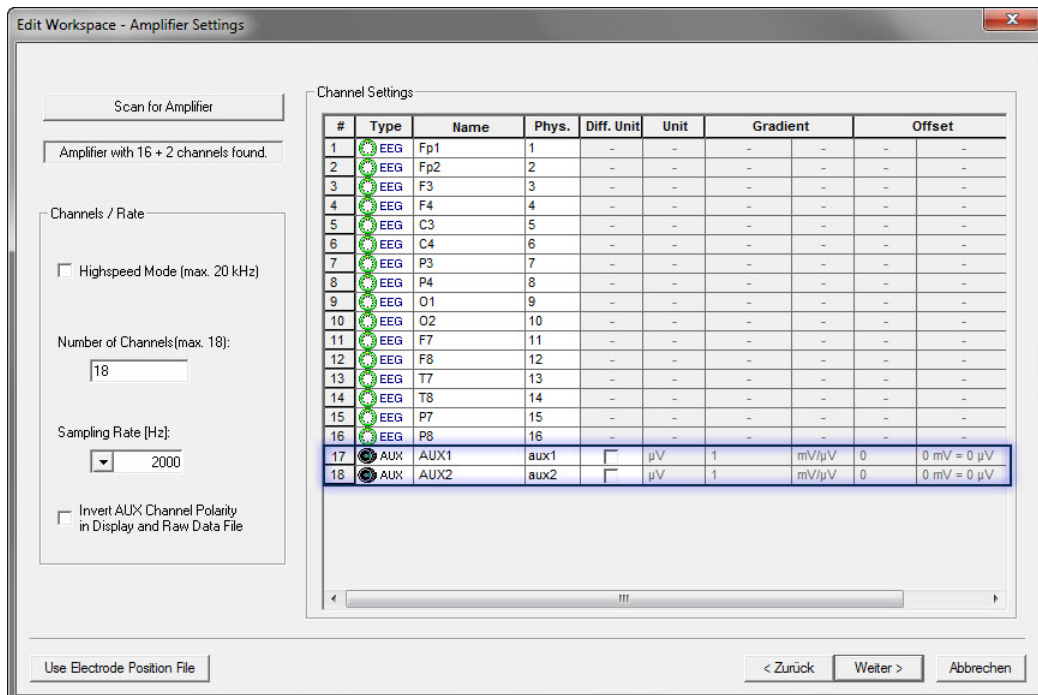 Edit Workspace - Amplifier Settings
Scan for Amplifier
Amplifier with 16 + 2 channels found.
Channels / Rate
Highspeed Mode (max. 20 kHz)
Number of Channels(max. 18):
18
Sampling Rate [Hz]:
2000
Invert AUX Channel Polarity
in Display and Raw Data File
Channel Settings
# Type Name Phys. Diff. Unit Unit Gradient Offset
1 EEG Fp1 1 - - - - - -
2 EEG Fp2 2 - - - - - -
3 EEG F3 3 - - - - - -
4 EEG F4 4 - - - - - -
5 EEG C3 5 - - - - - -
6 EEG C4 6 - - - - - -
7 EEG P3 7 - - - - - -
8 EEG P4 8 - - - - - -
9 EEG O1 9 - - - - - -
10 EEG O2 10 - - - - - -
11 EEG F7 11 - - - - - -
12 EEG F8 12 - - - - - -
13 EEG T7 13 - - - - - -
14 EEG T8 14 - - - - - -
15 EEG P7 15 - - - - - -
16 EEG P8 16 - - - - - -
17 AUX AUX1 aux1 µV 1 mV/µV 0 0 mV = 0 µV
18 AUX AUX2 aux2 µV 1 mV/µV 0 0 mV = 0 µV
Use Electrode Position File
< Zurück
Weiter >
Abbrechen